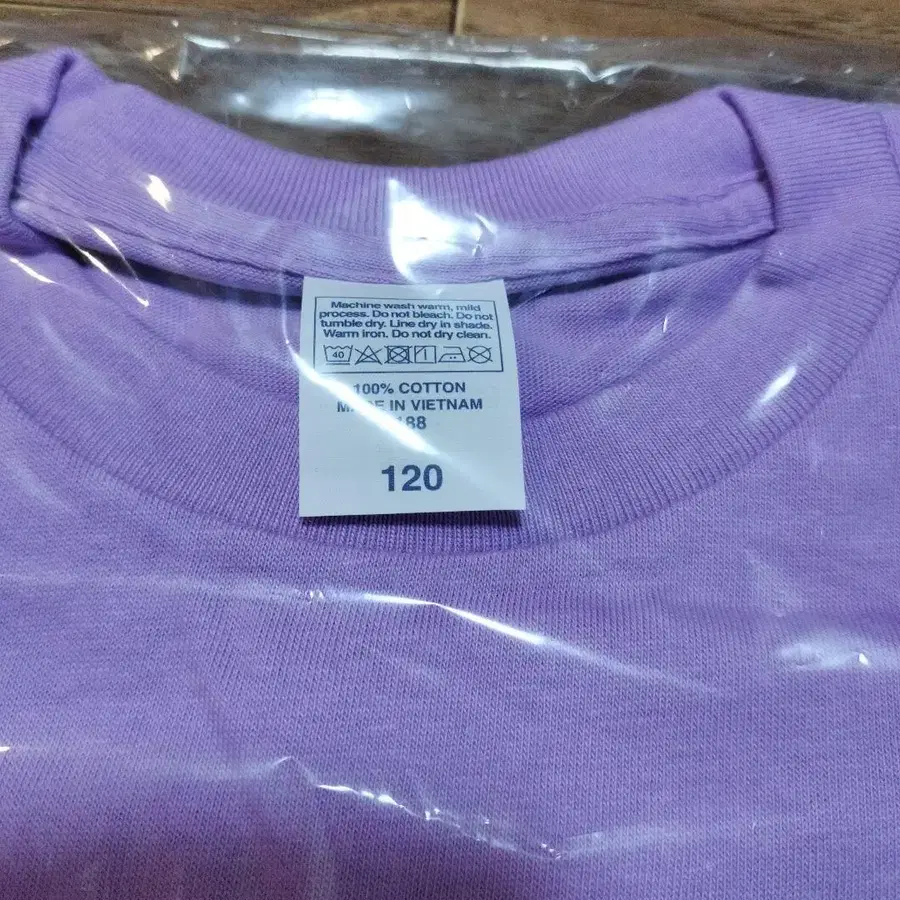 Machine wash warm, mild
process. Do not bleach. Do not
tumble dry. Line dry in shade.
Warm iron. Do not dry clean.
40
100% COTTON
IN VIETNAM
120